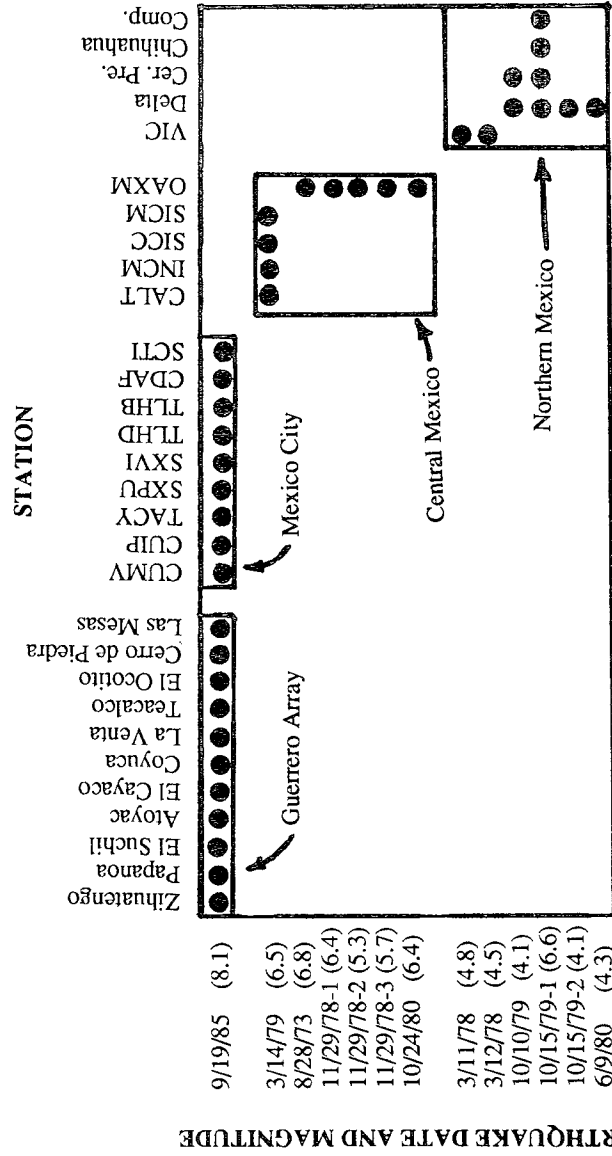 STATION
Zihuatengo
Papanoa
El Suchil
Atoyac
El Cayaco
Coyuca
La Venta
Teacalco
El Ocotito
Cerro de Piedra
Las Mesas
CUMV
CUIP
TACY
SXPU
SXVI
TLHD
TLHB
CDAF
SCTI
CALT
INCM
SICC
SICM
OAXM
VIC
Delta
Cer. Pre.
Chihuahua
Comp.
RTHQUAKE DATE AND MAGNITUDE
9/19/85 (8.1)
3/14/79 (6.5)
8/28/73 (6.8)
11/29/78-1 (6.4)
11/29/78-2 (5.3)
11/29/78-3 (5.7)
10/24/80 (6.4)
3/11/78 (4.8)
3/12/78 (4.5)
10/10/79 (4.1)
10/15/79-1 (6.6)
10/15/79-2 (4.1)
6/9/80 (4.3)
Guerrero Array
Mexico City
Central Mexico
Northern Mexico